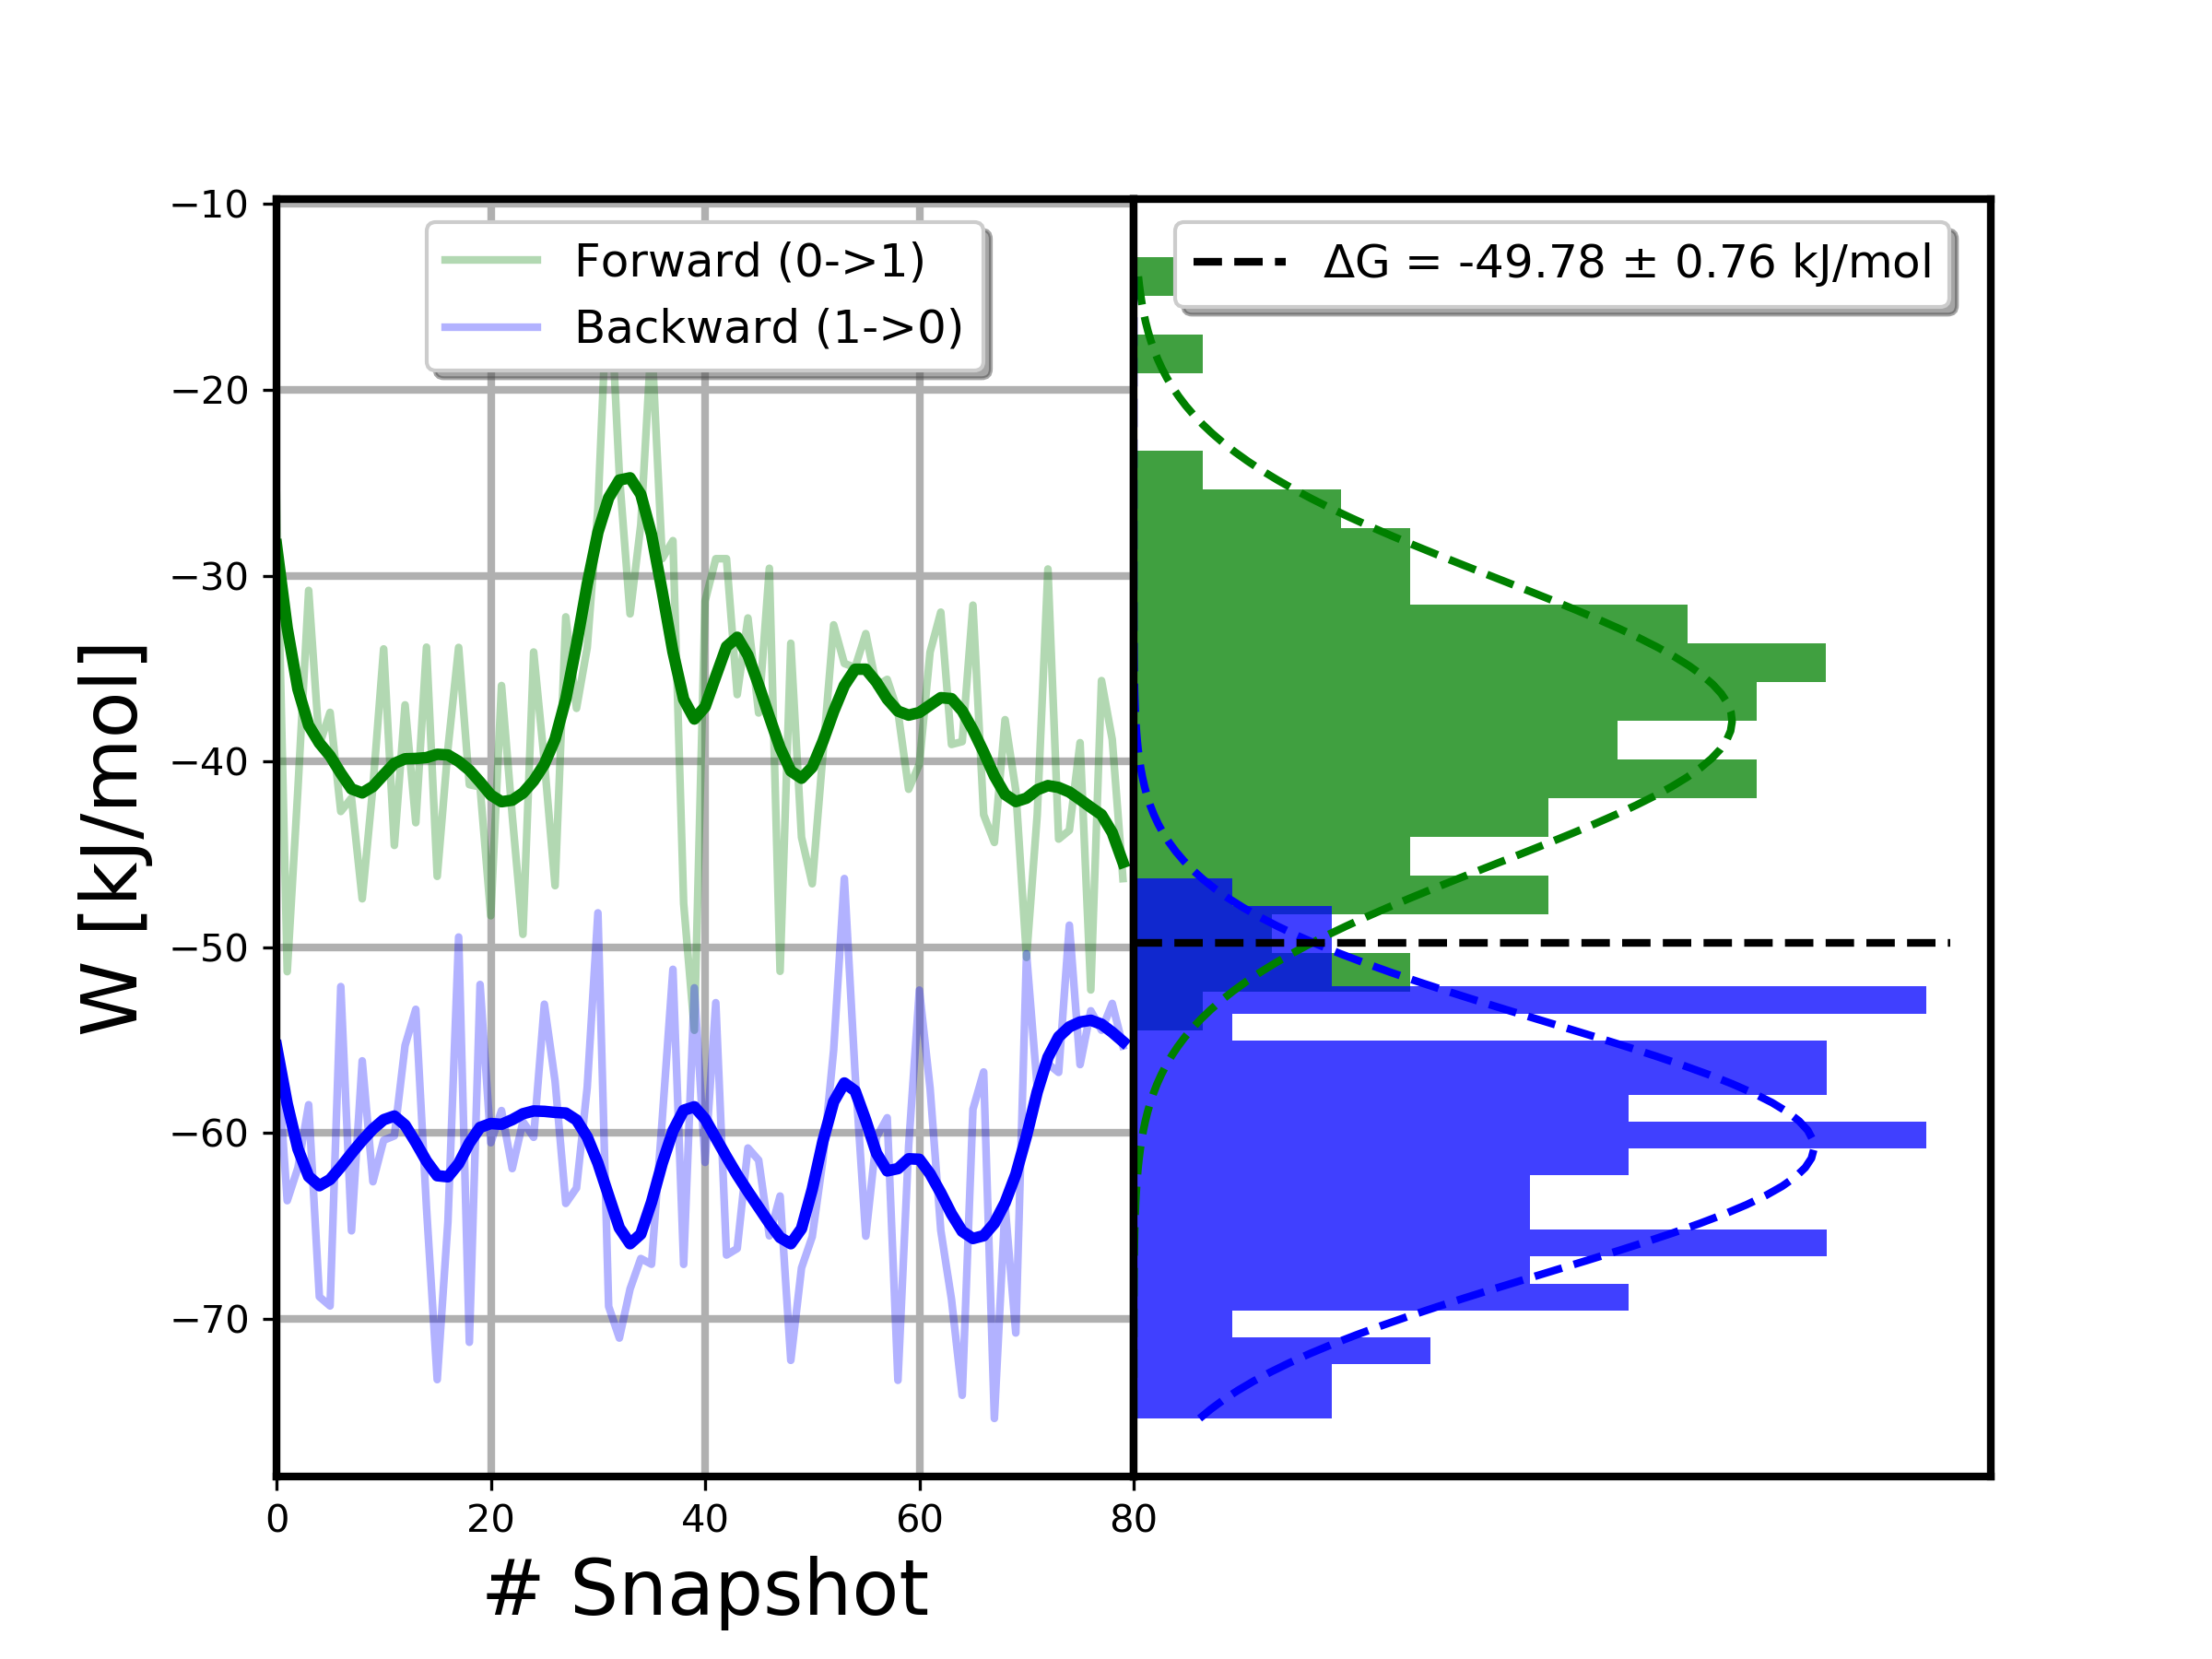 Forward (0->1)
Backward (1->0)
ΔG = -49.78 ± 0.76 kJ/mol
W [kJ/mol]
−10
−20
−30
−40
−50
−60
−70
0 20 40 60 80
# Snapshot